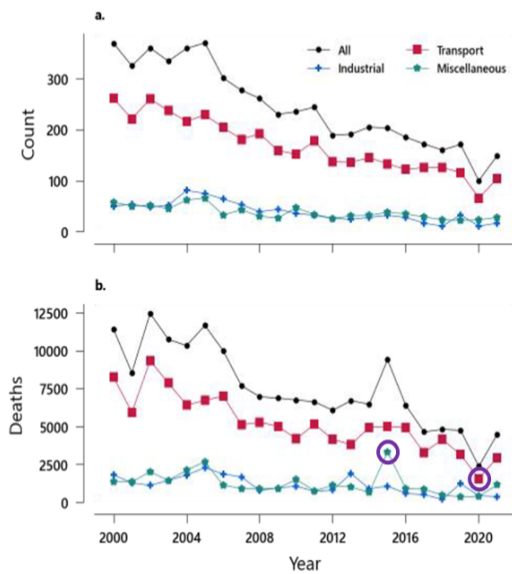 a.
All
Transport
Industrial
Miscellaneous
Count
300
200
100
0
b.
Deaths
12500
10000
7500
5000
2500
0
2000
2004
2008
2012
2016
2020
Year